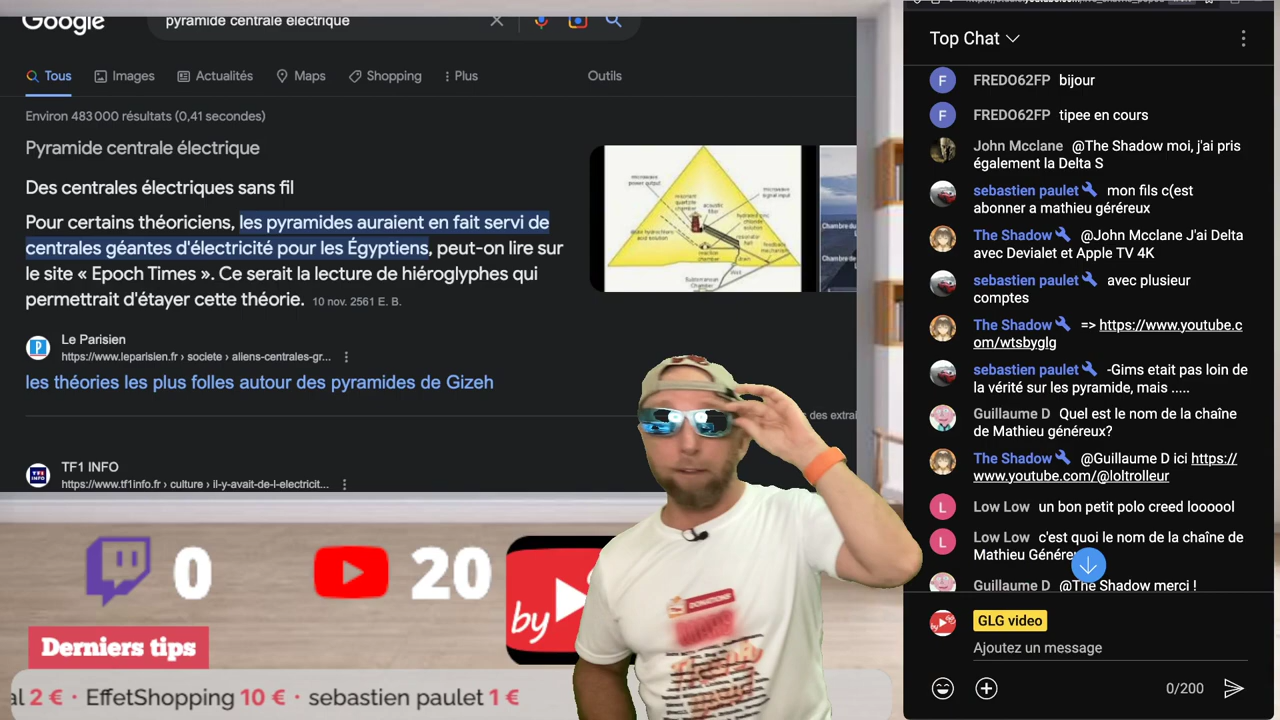 Google
pyramide centrale électrique
Tous
Images
Actualités
Maps
Shopping
Plus
Outils
Environ 483 000 résultats (0,41 secondes)
Pyramide centrale électrique
Des centrales électriques sans fil
Pour certains théoriciens, les pyramides auraient en fait servi de
centrales géantes d'électricité pour les Égyptiens, peut-on lire sur
le site « Epoch Times ». Ce serait la lecture de hiéroglyphes qui
permettrait d'étayer cette théorie. 10 nov. 2561 E. B.
Le Parisien
https://www.leparisien.fr › societe › aliens-centrales-gr...
les théories les plus folles autour des pyramides de Gizeh
des extrai
TF1 INFO
https://www.tf1info.fr › culture › il-y-avait-de-l-electricit...
0
20
by
Derniers tips
al 2 € · EffetShopping 10 € · sebastien paulet 1 €
DONATIONS
Top Chat
FREDO62FP bijour
FREDO62FP tipee en cours
John Mcclane @The Shadow moi, j'ai pris
également la Delta S
sebastien paulet mon fils c(est
abonner a mathieu géréreux
The Shadow @John Mcclane J'ai Delta
avec Devialet et Apple TV 4K
sebastien paulet avec plusieur
comptes
The Shadow => https://www.youtube.c
om/wtsbyglg
sebastien paulet -Gims etait pas loin de
la vérité sur les pyramide, mais .....
Guillaume D Quel est le nom de la chaîne
de Mathieu généreux?
The Shadow @Guillaume D ici https://
www.youtube.com/@loltrolleur
Low Low un bon petit polo creed loooool
Low Low c'est quoi le nom de la chaîne de
Mathieu Génére
Guillaume D @The Shadow merci !
GLG video
Ajoutez un message
0/200